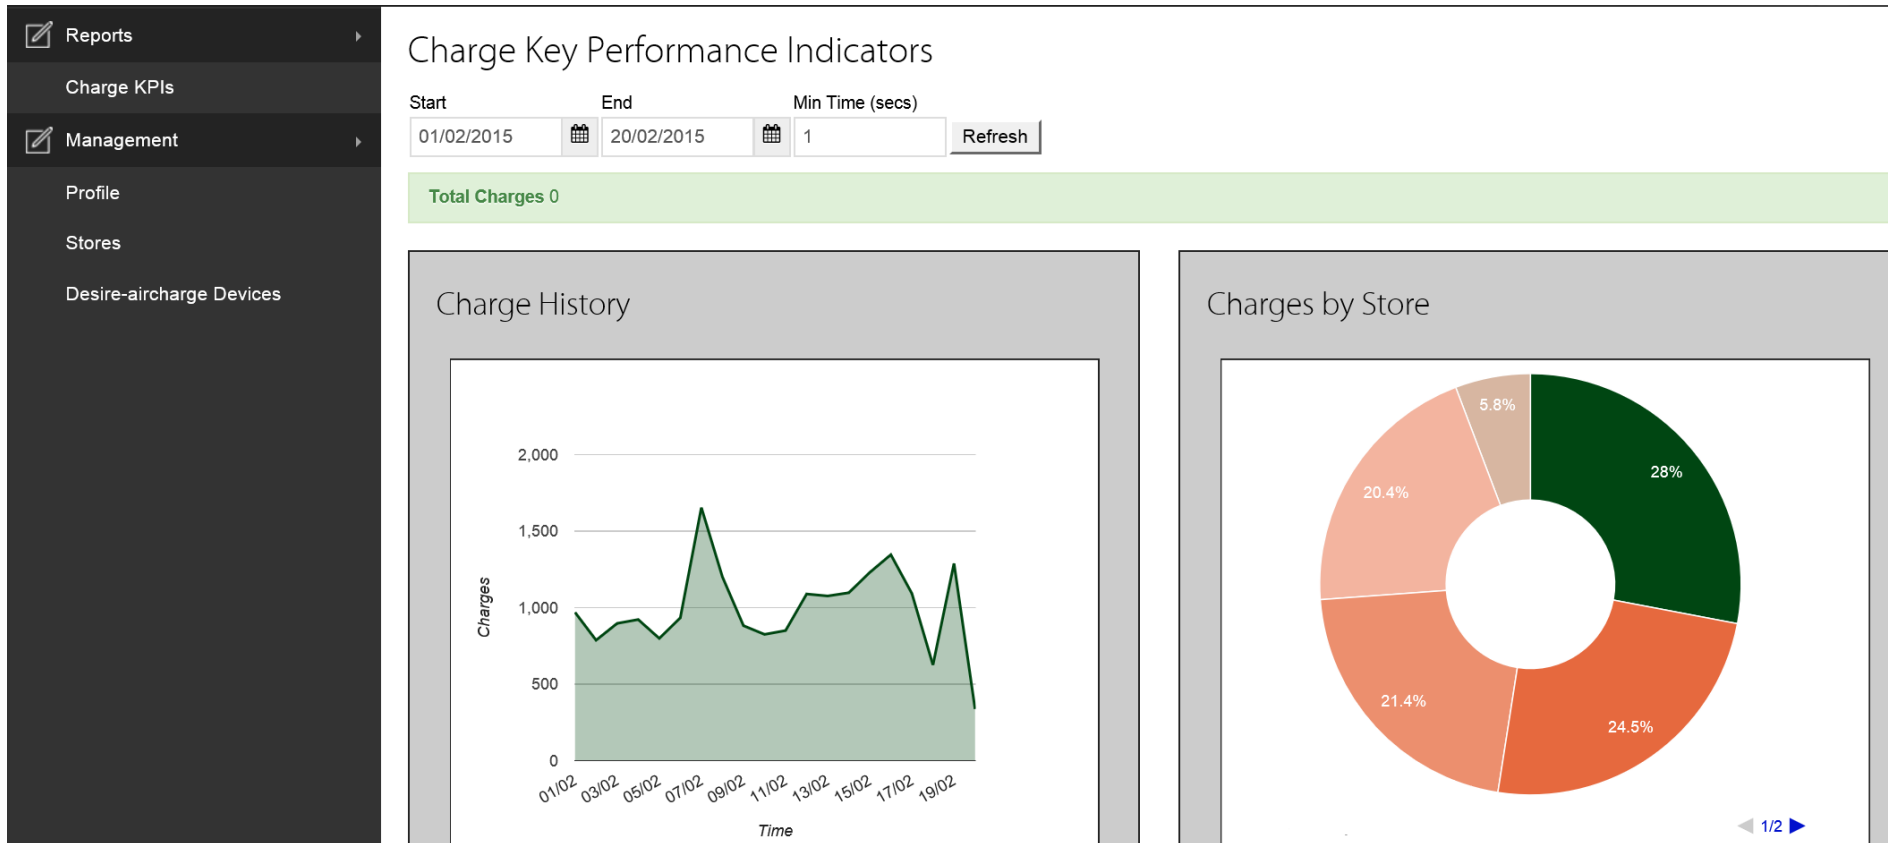 Reports
Charge KPIs
Management
Profile
Stores
Desire-aircharge Devices
Charge Key Performance Indicators
Start End Min Time (secs)
01/02/2015 20/02/2015 1 Refresh
Total Charges 0
Charge History
2,000
1,500
1,000
500
0
Charges
01/02 03/02 05/02 07/02 09/02 11/02 13/02 15/02 17/02 19/02
Time
Charges by Store
5.8%
28%
20.4%
21.4%
24.5%
1/2